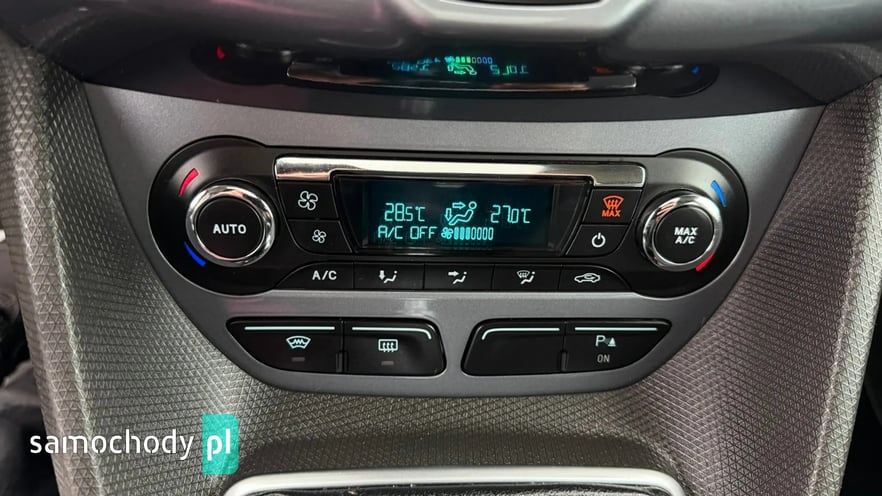 28.5°C 27.0°C
A/C OFF
AUTO
MAX
MAX A/C
A/C
P
ON
samochody pl